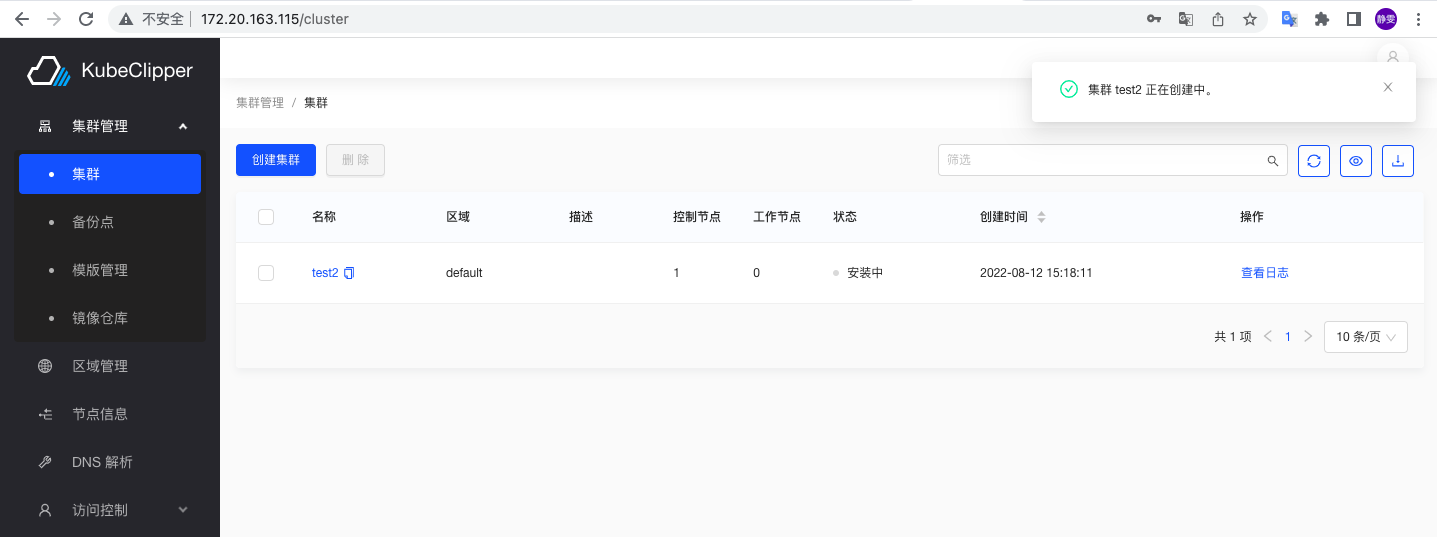 不安全 172.20.163.115/cluster 静雯
KubeClipper
集群 test2 正在创建中。
集群管理 / 集群
集群管理
集群
备份点
模版管理
镜像仓库
区域管理
节点信息
DNS 解析
访问控制
创建集群 删 除 筛选
名称 区域 描述 控制节点 工作节点 状态 创建时间 操作
test2 default 1 0 安装中 2022-08-12 15:18:11 查看日志
共 1 项 1 10 条/页